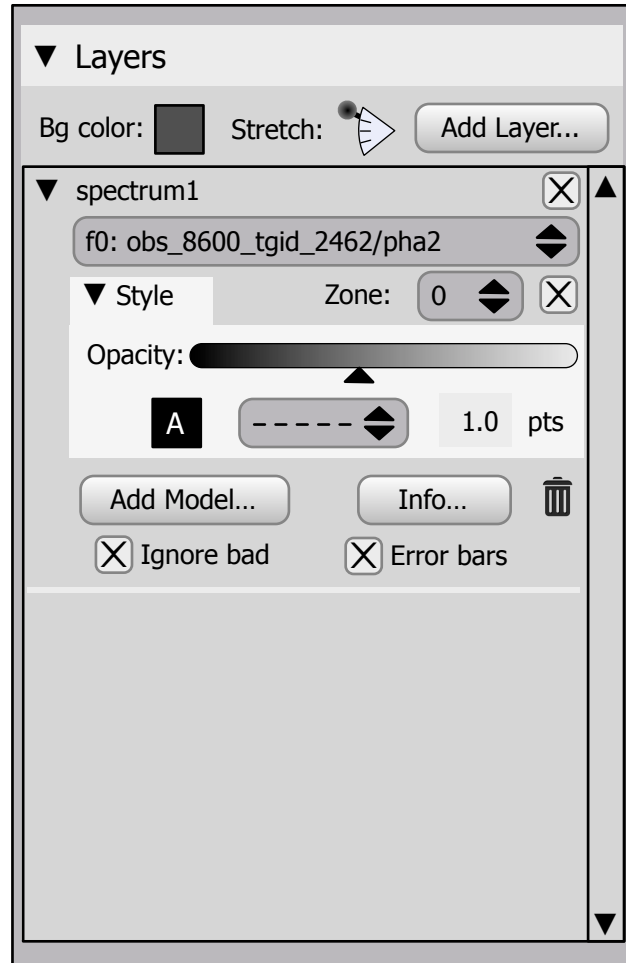 Layers
Bg color: Stretch: Add Layer...
spectrum1
f0: obs_8600_tgid_2462/pha2
Style Zone: 0
Opacity:
A ----- 1.0 pts
Add Model... Info...
Ignore bad Error bars